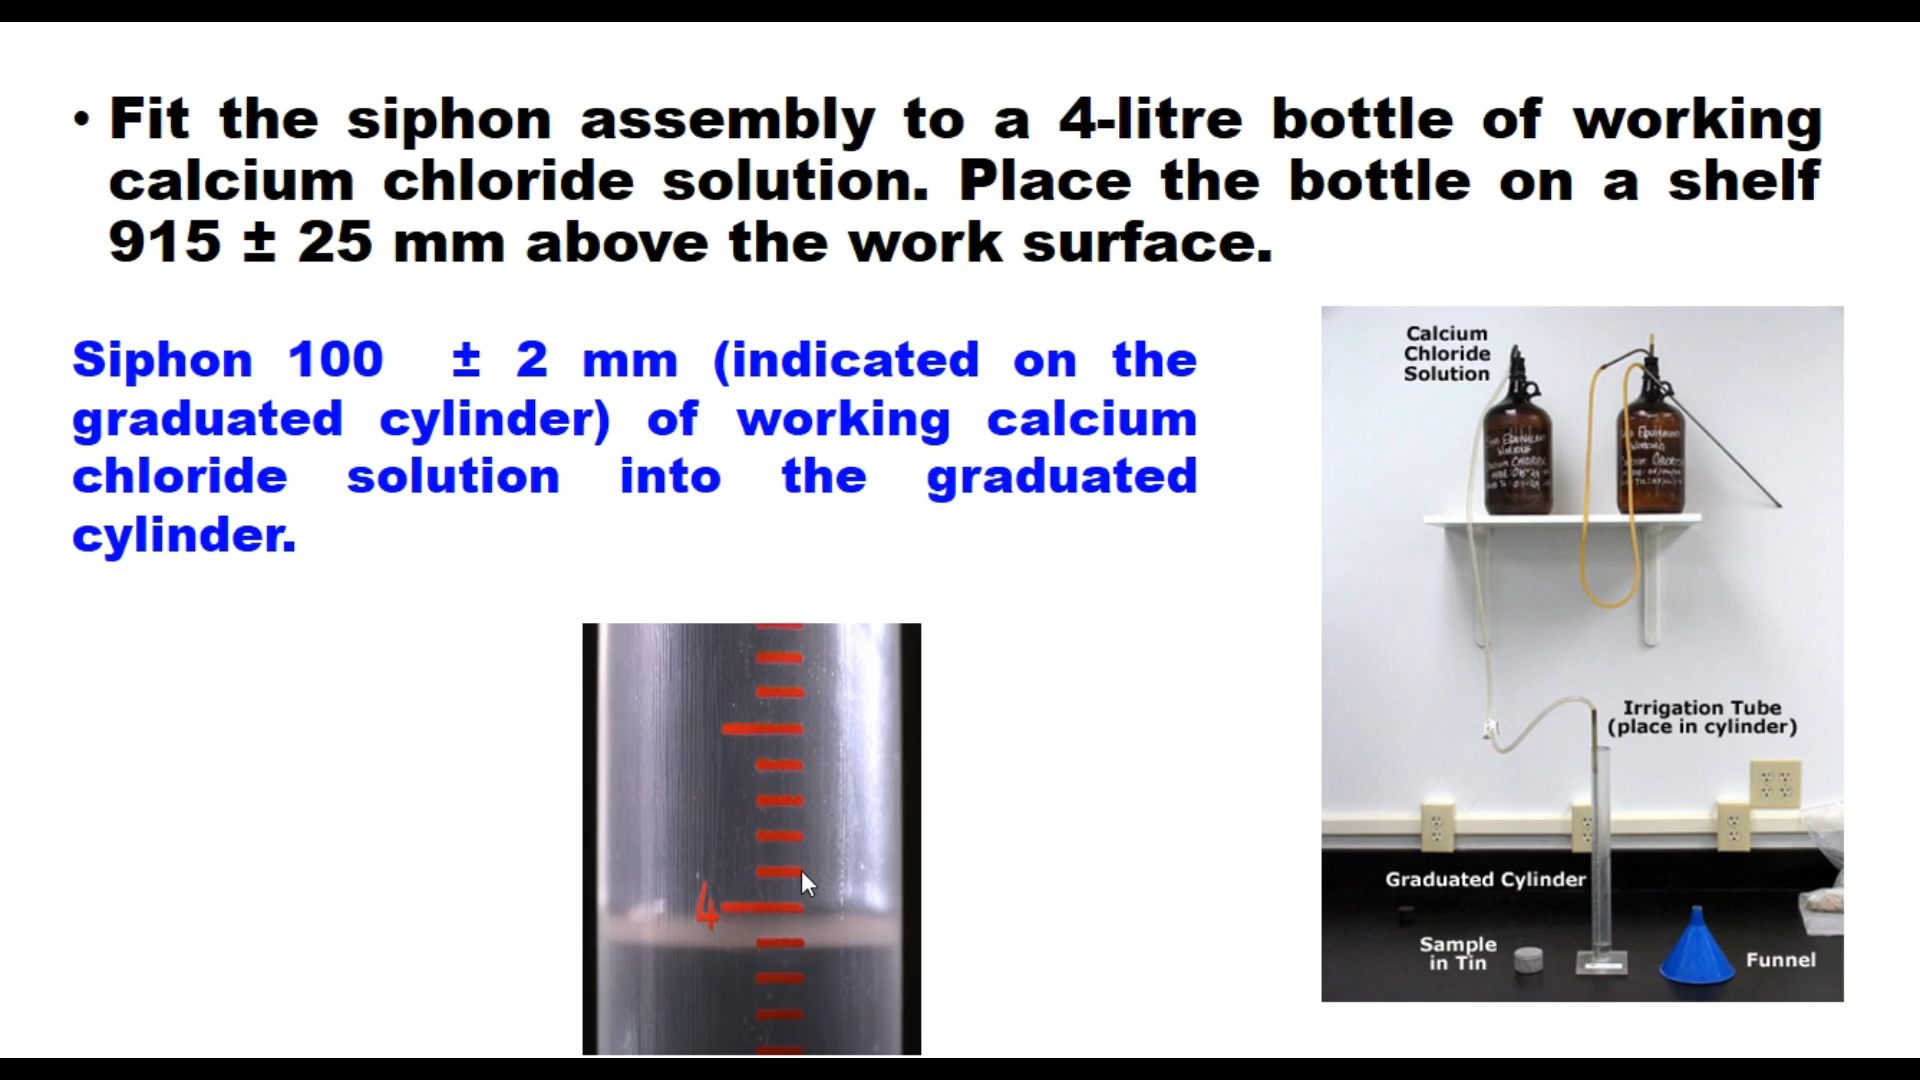 • Fit the siphon assembly to a 4-litre bottle of working
calcium chloride solution. Place the bottle on a shelf
915 ± 25 mm above the work surface.
Siphon 100 ± 2 mm (indicated on the
graduated cylinder) of working calcium
chloride solution into the graduated
cylinder.
4
Calcium
Chloride
Solution
Irrigation Tube
(place in cylinder)
Graduated Cylinder
Sample
in Tin
Funnel